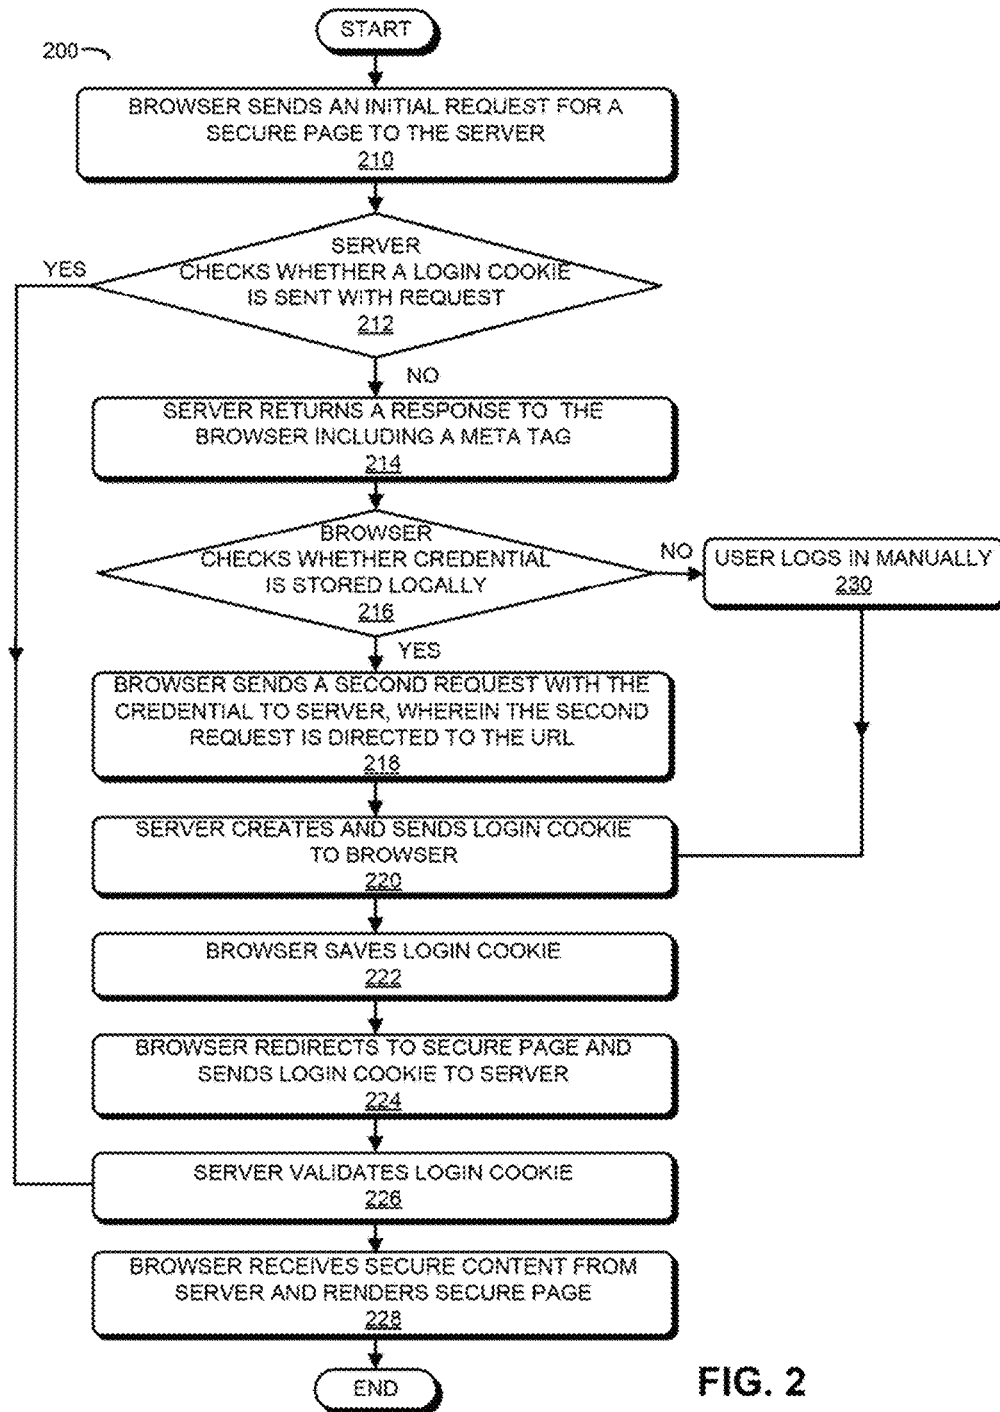 START
200
BROWSER SENDS AN INITIAL REQUEST FOR A
SECURE PAGE TO THE SERVER
210
SERVER
CHECKS WHETHER A LOGIN COOKIE
IS SENT WITH REQUEST
212
YES
NO
SERVER RETURNS A RESPONSE TO THE
BROWSER INCLUDING A META TAG
214
BROWSER
CHECKS WHETHER CREDENTIAL
IS STORED LOCALLY
216
NO
USER LOGS IN MANUALLY
230
YES
BROWSER SENDS A SECOND REQUEST WITH THE
CREDENTIAL TO SERVER, WHEREIN THE SECOND
REQUEST IS DIRECTED TO THE URL
218
SERVER CREATES AND SENDS LOGIN COOKIE
TO BROWSER
220
BROWSER SAVES LOGIN COOKIE
222
BROWSER REDIRECTS TO SECURE PAGE AND
SENDS LOGIN COOKIE TO SERVER
224
SERVER VALIDATES LOGIN COOKIE
226
BROWSER RECEIVES SECURE CONTENT FROM
SERVER AND RENDERS SECURE PAGE
228
END
FIG. 2